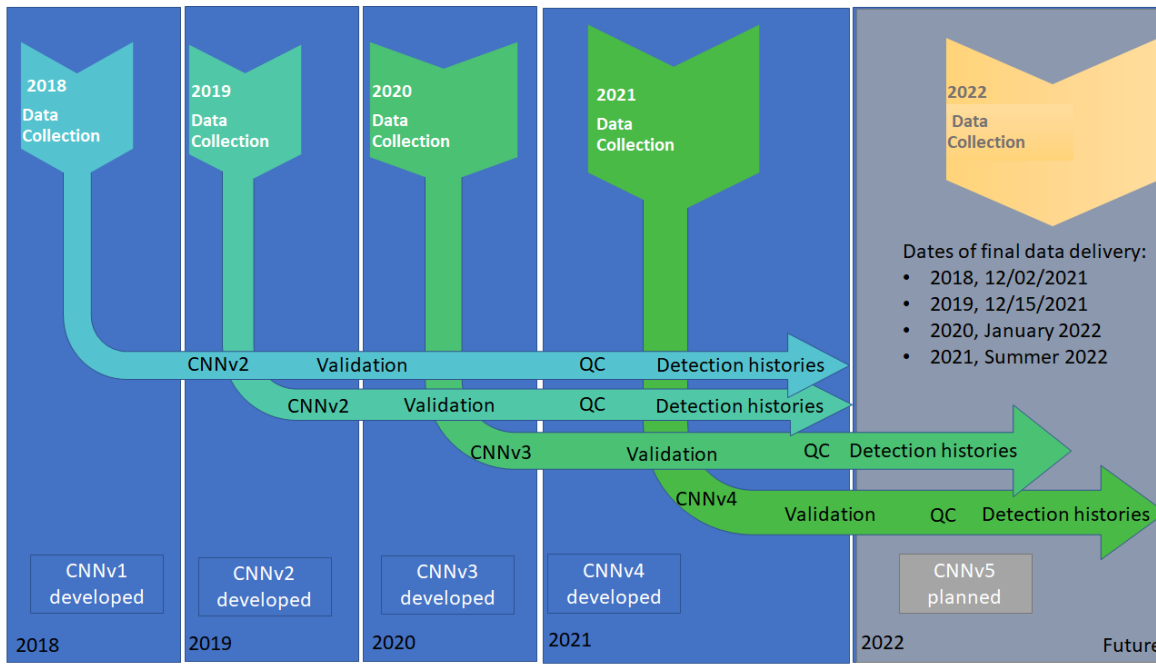 2018
Data
Collection
2019
Data
Collection
2020
Data
Collection
2021
Data
Collection
2022
Data
Collection
Dates of final data delivery:
• 2018, 12/02/2021
• 2019, 12/15/2021
• 2020, January 2022
• 2021, Summer 2022
CNNv2 Validation QC Detection histories
CNNv2 Validation QC Detection histories
CNNv3 Validation QC Detection histories
CNNv4 Validation QC Detection histories
CNNv1
developed
CNNv2
developed
CNNv3
developed
CNNv4
developed
CNNv5
planned
2018 2019 2020 2021 2022 Future